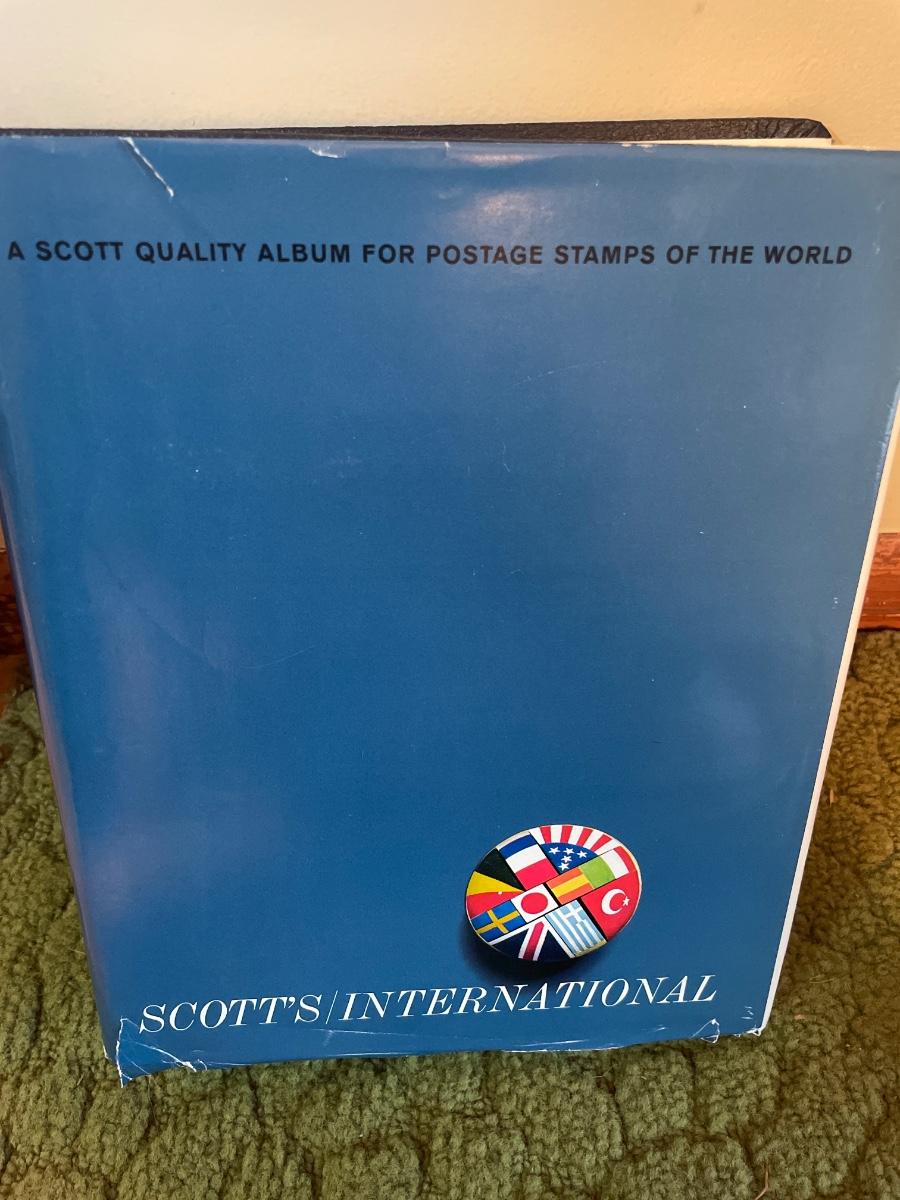 A SCOTT QUALITY ALBUM FOR POSTAGE STAMPS OF THE WORLD
SCOTT'S/INTERNATIONAL